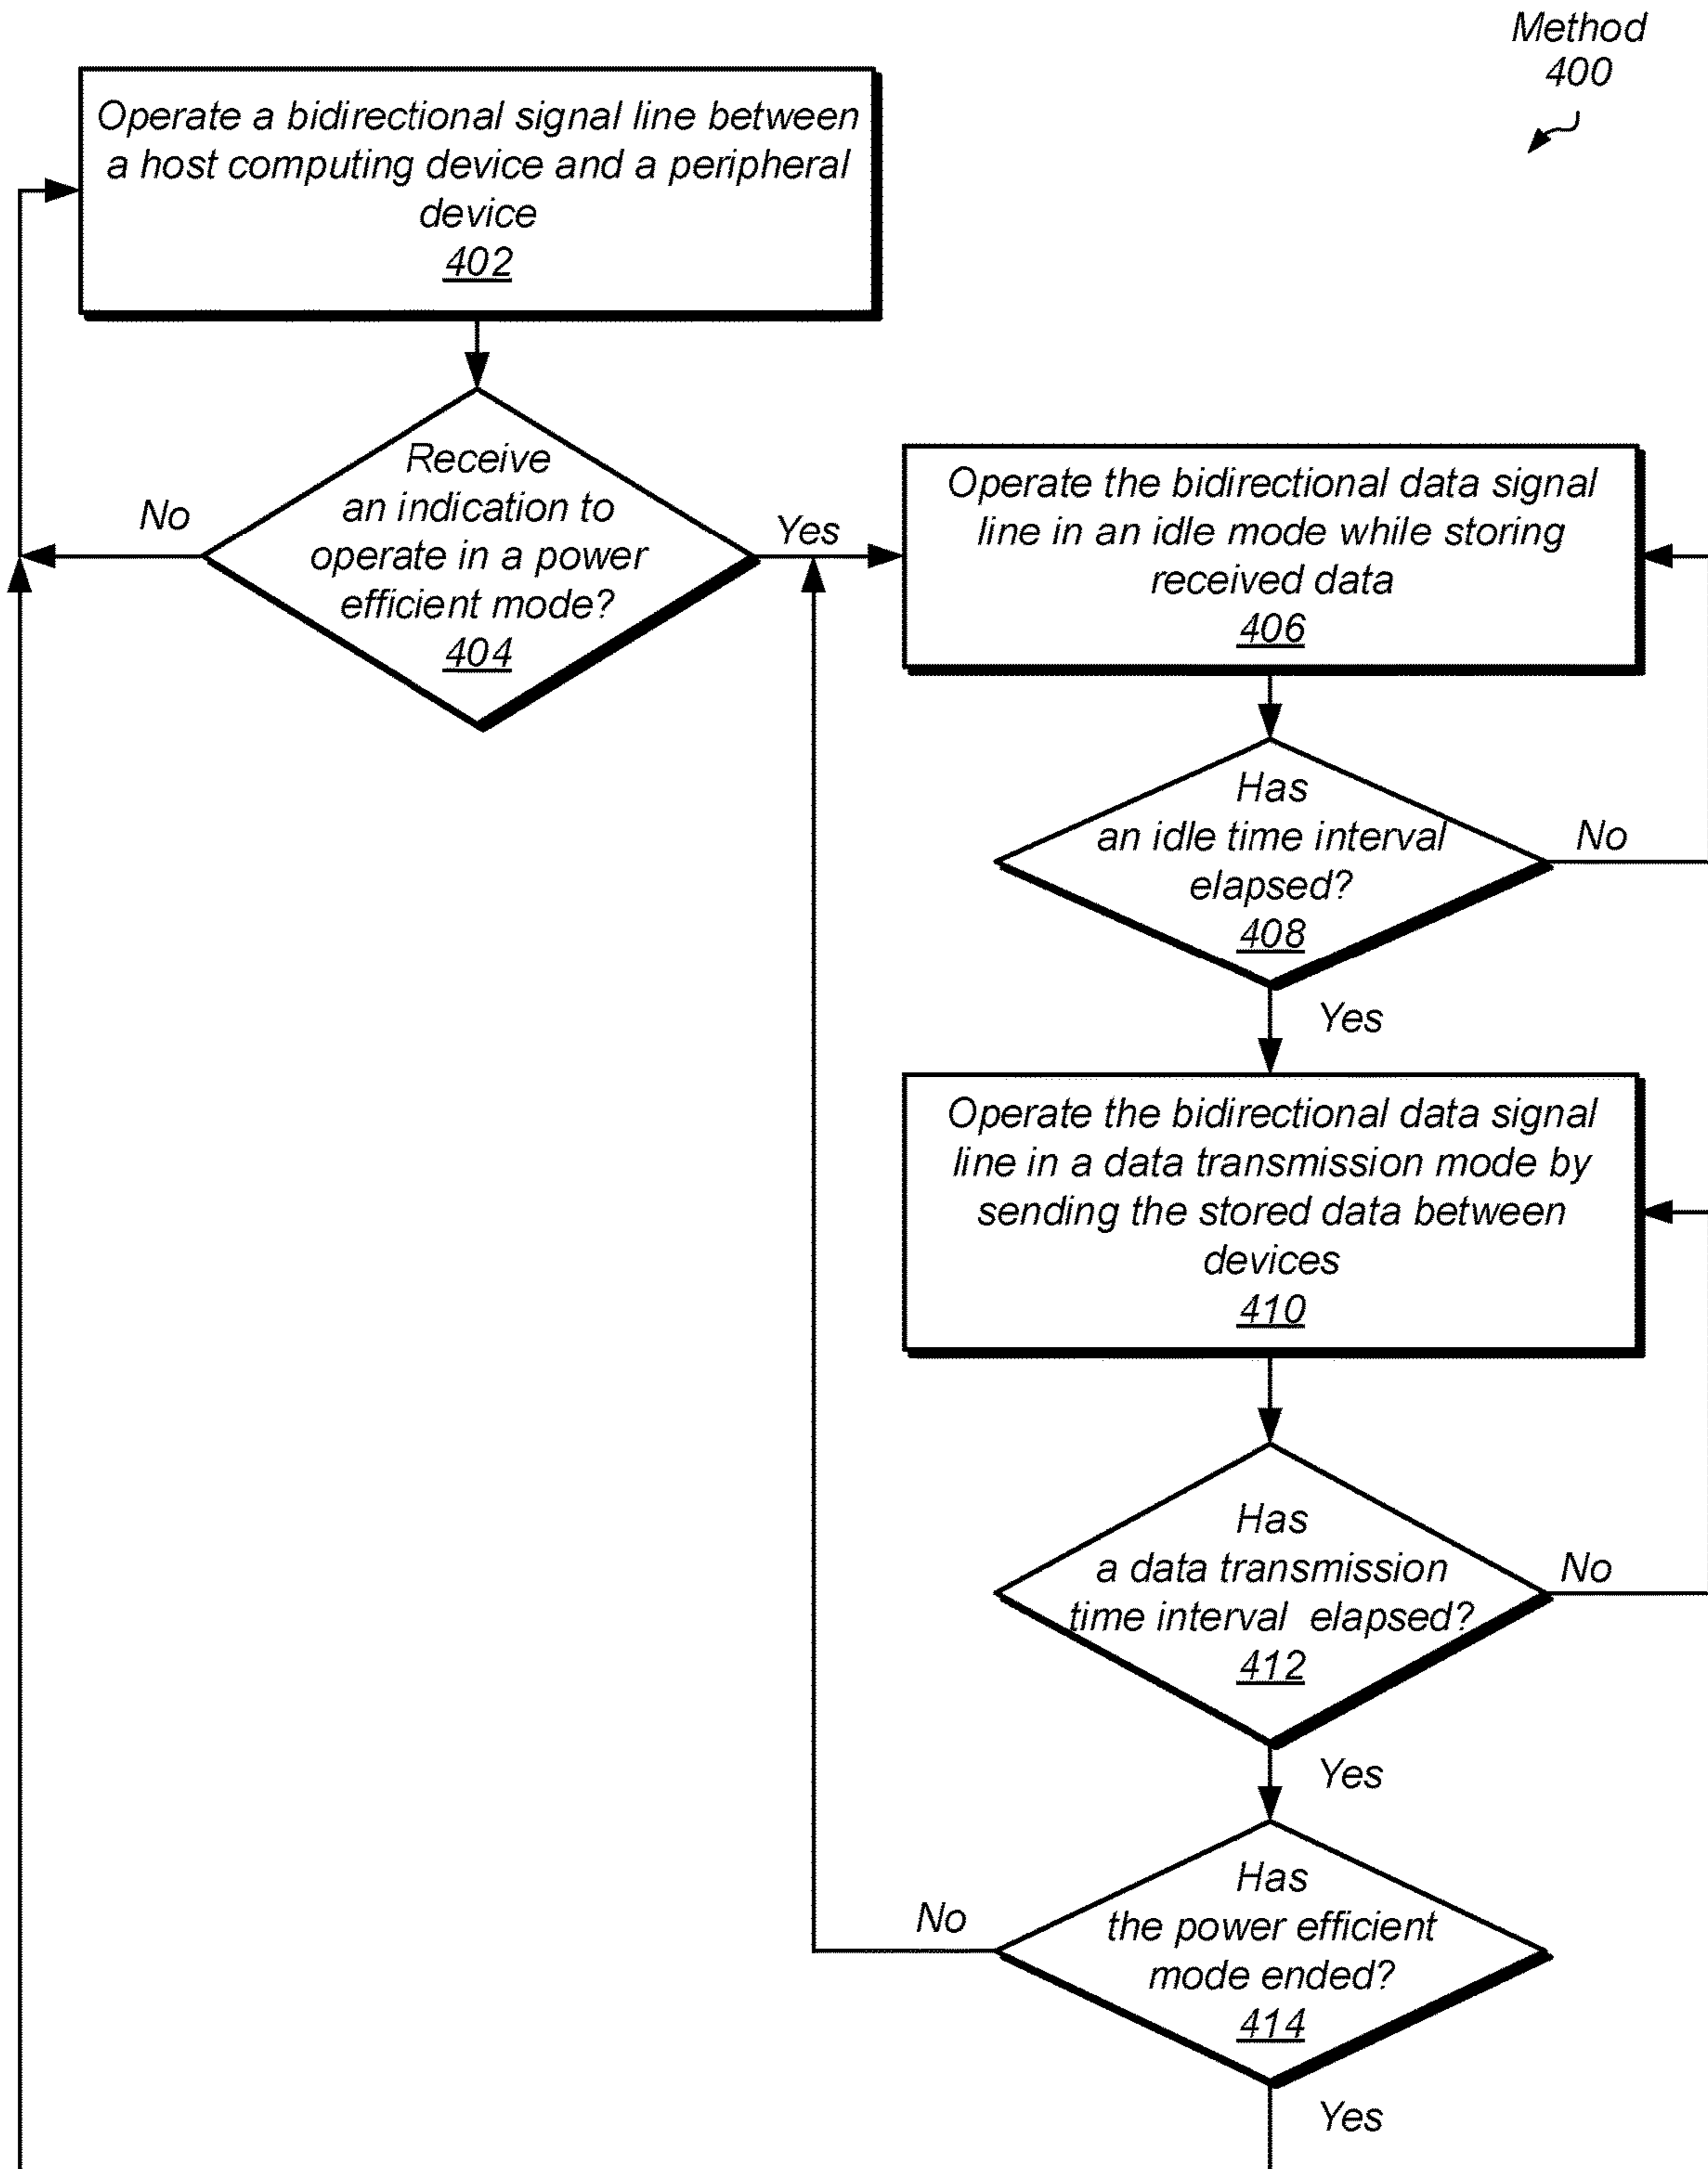 Method
400
Operate a bidirectional signal line between
a host computing device and a peripheral
device
402
Receive
an indication to
operate in a power
efficient mode?
404
No
Yes
Operate the bidirectional data signal
line in an idle mode while storing
received data
406
Has
an idle time interval
elapsed?
408
No
Yes
Operate the bidirectional data signal
line in a data transmission mode by
sending the stored data between
devices
410
Has
a data transmission
time interval elapsed?
412
No
Yes
Has
the power efficient
mode ended?
414
No
Yes